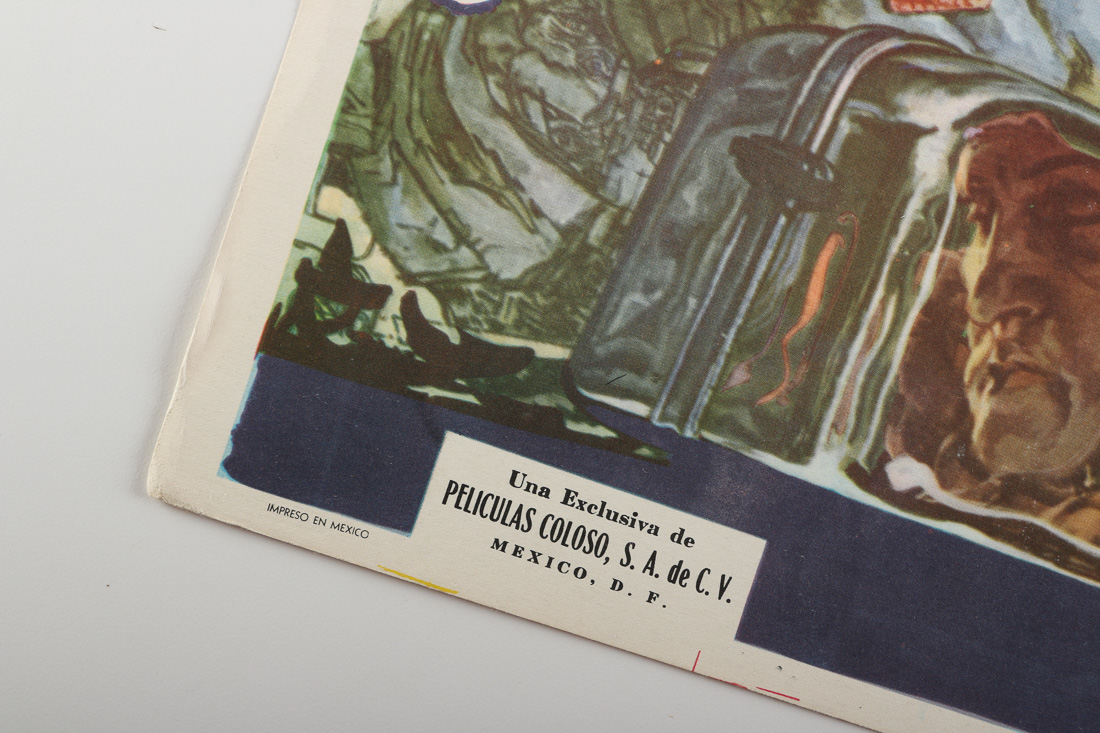 Una Exclusiva de
PELICULAS COLOSO, S. A. de C. V.
MEXICO, D. F.
IMPRESO EN MEXICO